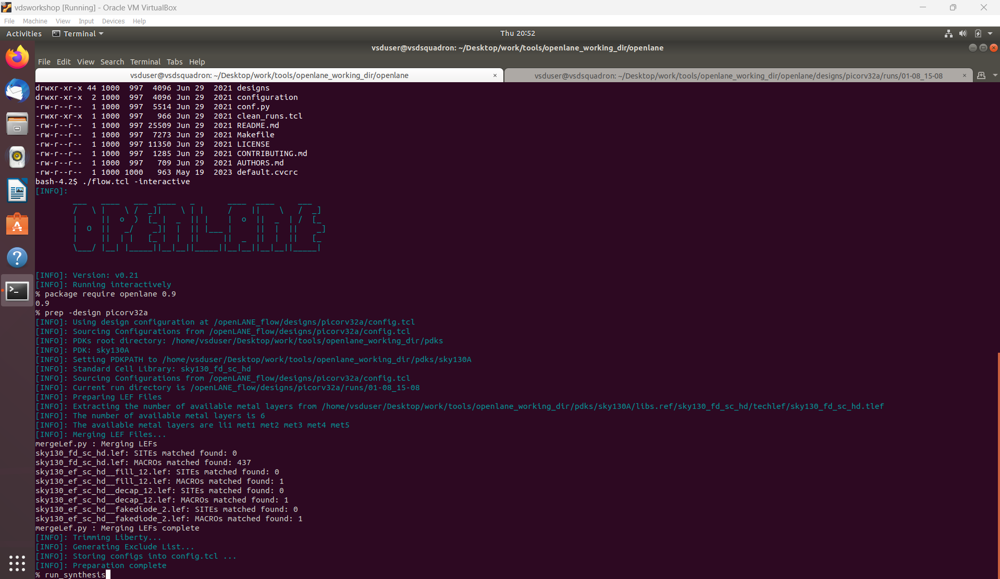 vdsworkshop [Running] - Oracle VM VirtualBox
File Machine View Input Devices Help
Activities Terminal Thu 20:52
vsduser@vsdsquadron: ~/Desktop/work/tools/openlane_working_dir/openlane
File Edit View Search Terminal Tabs Help
vsduser@vsdsquadron: ~/Desktop/work/tools/openlane_working_dir/openlane × vsduser@vsdsquadron: ~/Desktop/work/tools/openlane_working_dir/openlane/designs/picorv32a/runs/01-08_15-08 ×
drwxr-xr-x 44 1000  997  4096 Jun 29  2021 designs
drwxr-xr-x  2 1000  997  4096 Jun 29  2021 configuration
-rw-r--r--  1 1000  997  5514 Jun 29  2021 conf.py
-rwxr-xr-x  1 1000  997   966 Jun 29  2021 clean_runs.tcl
-rw-r--r--  1 1000  997 25509 Jun 29  2021 README.md
-rw-r--r--  1 1000  997  7273 Jun 29  2021 Makefile
-rw-r--r--  1 1000  997 11350 Jun 29  2021 LICENSE
-rw-r--r--  1 1000  997  1285 Jun 29  2021 CONTRIBUTING.md
-rw-r--r--  1 1000  997   709 Jun 29  2021 AUTHORS.md
-rw-r--r--  1 1000 1000   963 May 19  2023 default.cvcrc
bash-4.2$ ./flow.tcl -interactive
[INFO]:
OPENLANE
[INFO]: Version: v0.21
[INFO]: Running interactively
% package require openlane 0.9
0.9
% prep -design picorv32a
[INFO]: Using design configuration at /openLANE_flow/designs/picorv32a/config.tcl
[INFO]: Sourcing Configurations from /openLANE_flow/designs/picorv32a/config.tcl
[INFO]: PDKs root directory: /home/vsduser/Desktop/work/tools/openlane_working_dir/pdks
[INFO]: PDK: sky130A
[INFO]: Setting PDKPATH to /home/vsduser/Desktop/work/tools/openlane_working_dir/pdks/sky130A
[INFO]: Standard Cell Library: sky130_fd_sc_hd
[INFO]: Sourcing Configurations from /openLANE_flow/designs/picorv32a/config.tcl
[INFO]: Current run directory is /openLANE_flow/designs/picorv32a/runs/01-08_15-08
[INFO]: Preparing LEF Files
[INFO]: Extracting the number of available metal layers from /home/vsduser/Desktop/work/tools/openlane_working_dir/pdks/sky130A/libs.ref/sky130_fd_sc_hd/techlef/sky130_fd_sc_hd.tlef
[INFO]: The number of available metal layers is 6
[INFO]: The available metal layers are li1 met1 met2 met3 met4 met5
[INFO]: Merging LEF Files...
mergeLef.py : Merging LEFs
sky130_fd_sc_hd.lef: SITEs matched found: 0
sky130_fd_sc_hd.lef: MACROs matched found: 437
sky130_ef_sc_hd__fill_12.lef: SITEs matched found: 0
sky130_ef_sc_hd__fill_12.lef: MACROs matched found: 1
sky130_ef_sc_hd__decap_12.lef: SITEs matched found: 0
sky130_ef_sc_hd__decap_12.lef: MACROs matched found: 1
sky130_ef_sc_hd__fakediode_2.lef: SITEs matched found: 0
sky130_ef_sc_hd__fakediode_2.lef: MACROs matched found: 1
mergeLef.py : Merging LEFs complete
[INFO]: Trimming Liberty...
[INFO]: Generating Exclude List...
[INFO]: Storing configs into config.tcl ...
[INFO]: Preparation complete
% run_synthesis